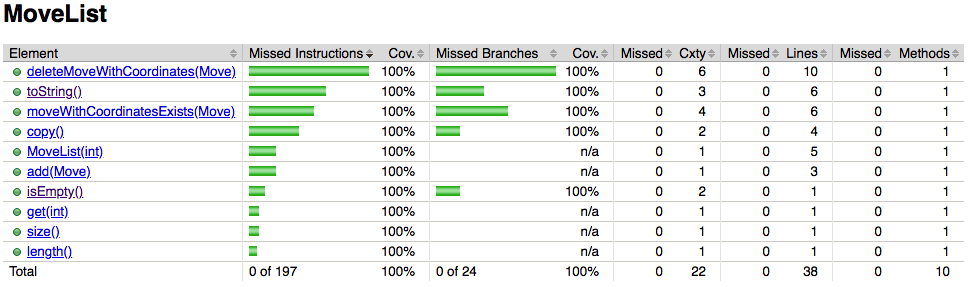 MoveList
Element Missed Instructions Cov. Missed Branches Cov. Missed Cxty Missed Lines Missed Methods
deleteMoveWithCoordinates(Move) 100% 100% 0 6 0 10 0 1
toString() 100% 100% 0 3 0 6 0 1
moveWithCoordinatesExists(Move) 100% 100% 0 4 0 6 0 1
copy() 100% 100% 0 2 0 4 0 1
MoveList(int) 100% n/a 0 1 0 5 0 1
add(Move) 100% n/a 0 1 0 3 0 1
isEmpty() 100% 100% 0 2 0 1 0 1
get(int) 100% n/a 0 1 0 1 0 1
size() 100% n/a 0 1 0 1 0 1
length() 100% n/a 0 1 0 1 0 1
Total 0 of 197 100% 0 of 24 100% 0 22 0 38 0 10